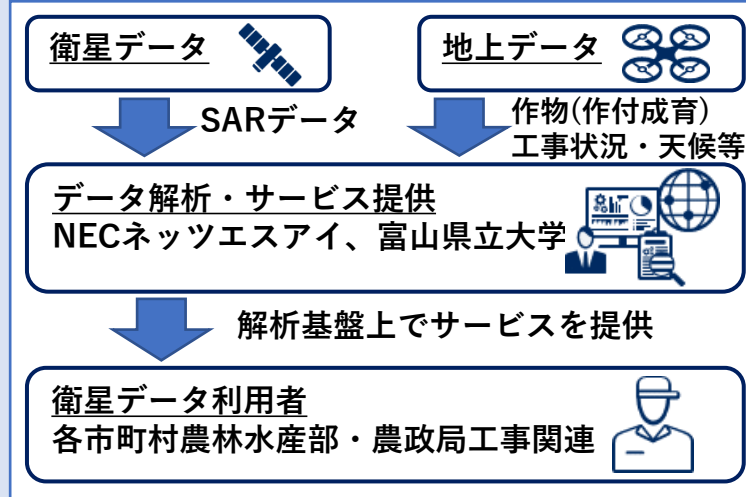 衛星データ
地上データ
SARデータ
作物(作付成育)
工事状況・天候等
データ解析・サービス提供
NECネッツエスアイ、富山県立大学
解析基盤上でサービスを提供
衛星データ利用者
各市町村農林水産部・農政局工事関連